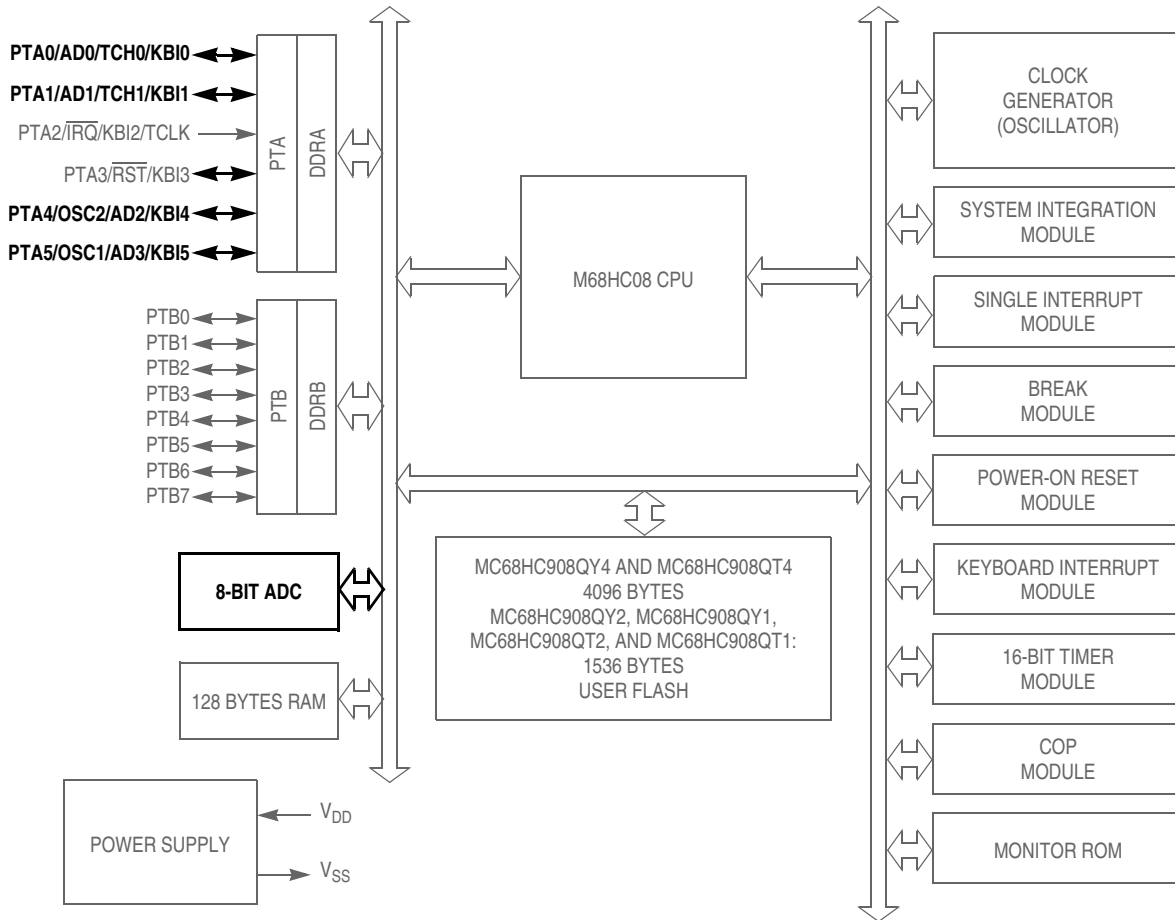 PTA0/AD0/TCH0/KBI0
PTA1/AD1/TCH1/KBI1
PTA2/I̅R̅Q̅/KBI2/TCLK
PTA3/R̅S̅T̅/KBI3
PTA4/OSC2/AD2/KBI4
PTA5/OSC1/AD3/KBI5
PTA
DDRA
PTB0
PTB1
PTB2
PTB3
PTB4
PTB5
PTB6
PTB7
PTB
DDRB
8-BIT ADC
128 BYTES RAM
POWER SUPPLY
VDD
VSS
M68HC08 CPU
MC68HC908QY4 AND MC68HC908QT4
4096 BYTES
MC68HC908QY2, MC68HC908QY1,
MC68HC908QT2, AND MC68HC908QT1:
1536 BYTES
USER FLASH
CLOCK
GENERATOR
(OSCILLATOR)
SYSTEM INTEGRATION
MODULE
SINGLE INTERRUPT
MODULE
BREAK
MODULE
POWER-ON RESET
MODULE
KEYBOARD INTERRUPT
MODULE
16-BIT TIMER
MODULE
COP
MODULE
MONITOR ROM